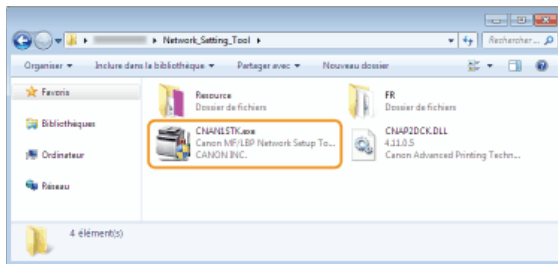 Network_Setting_Tool
Rechercher...
Organiser
Inclure dans la bibliothèque
Partager avec
Nouveau dossier
Favoris
Bibliothèques
Ordinateur
Réseau
Resource
Dossier de fichiers
FR
Dossier de fichiers
CNAN1STK.exe
Canon MF/LBP Network Setup To...
CANON INC.
CNAP2DCK.DLL
4.11.0.5
Canon Advanced Printing Techn...
4 élément(s)